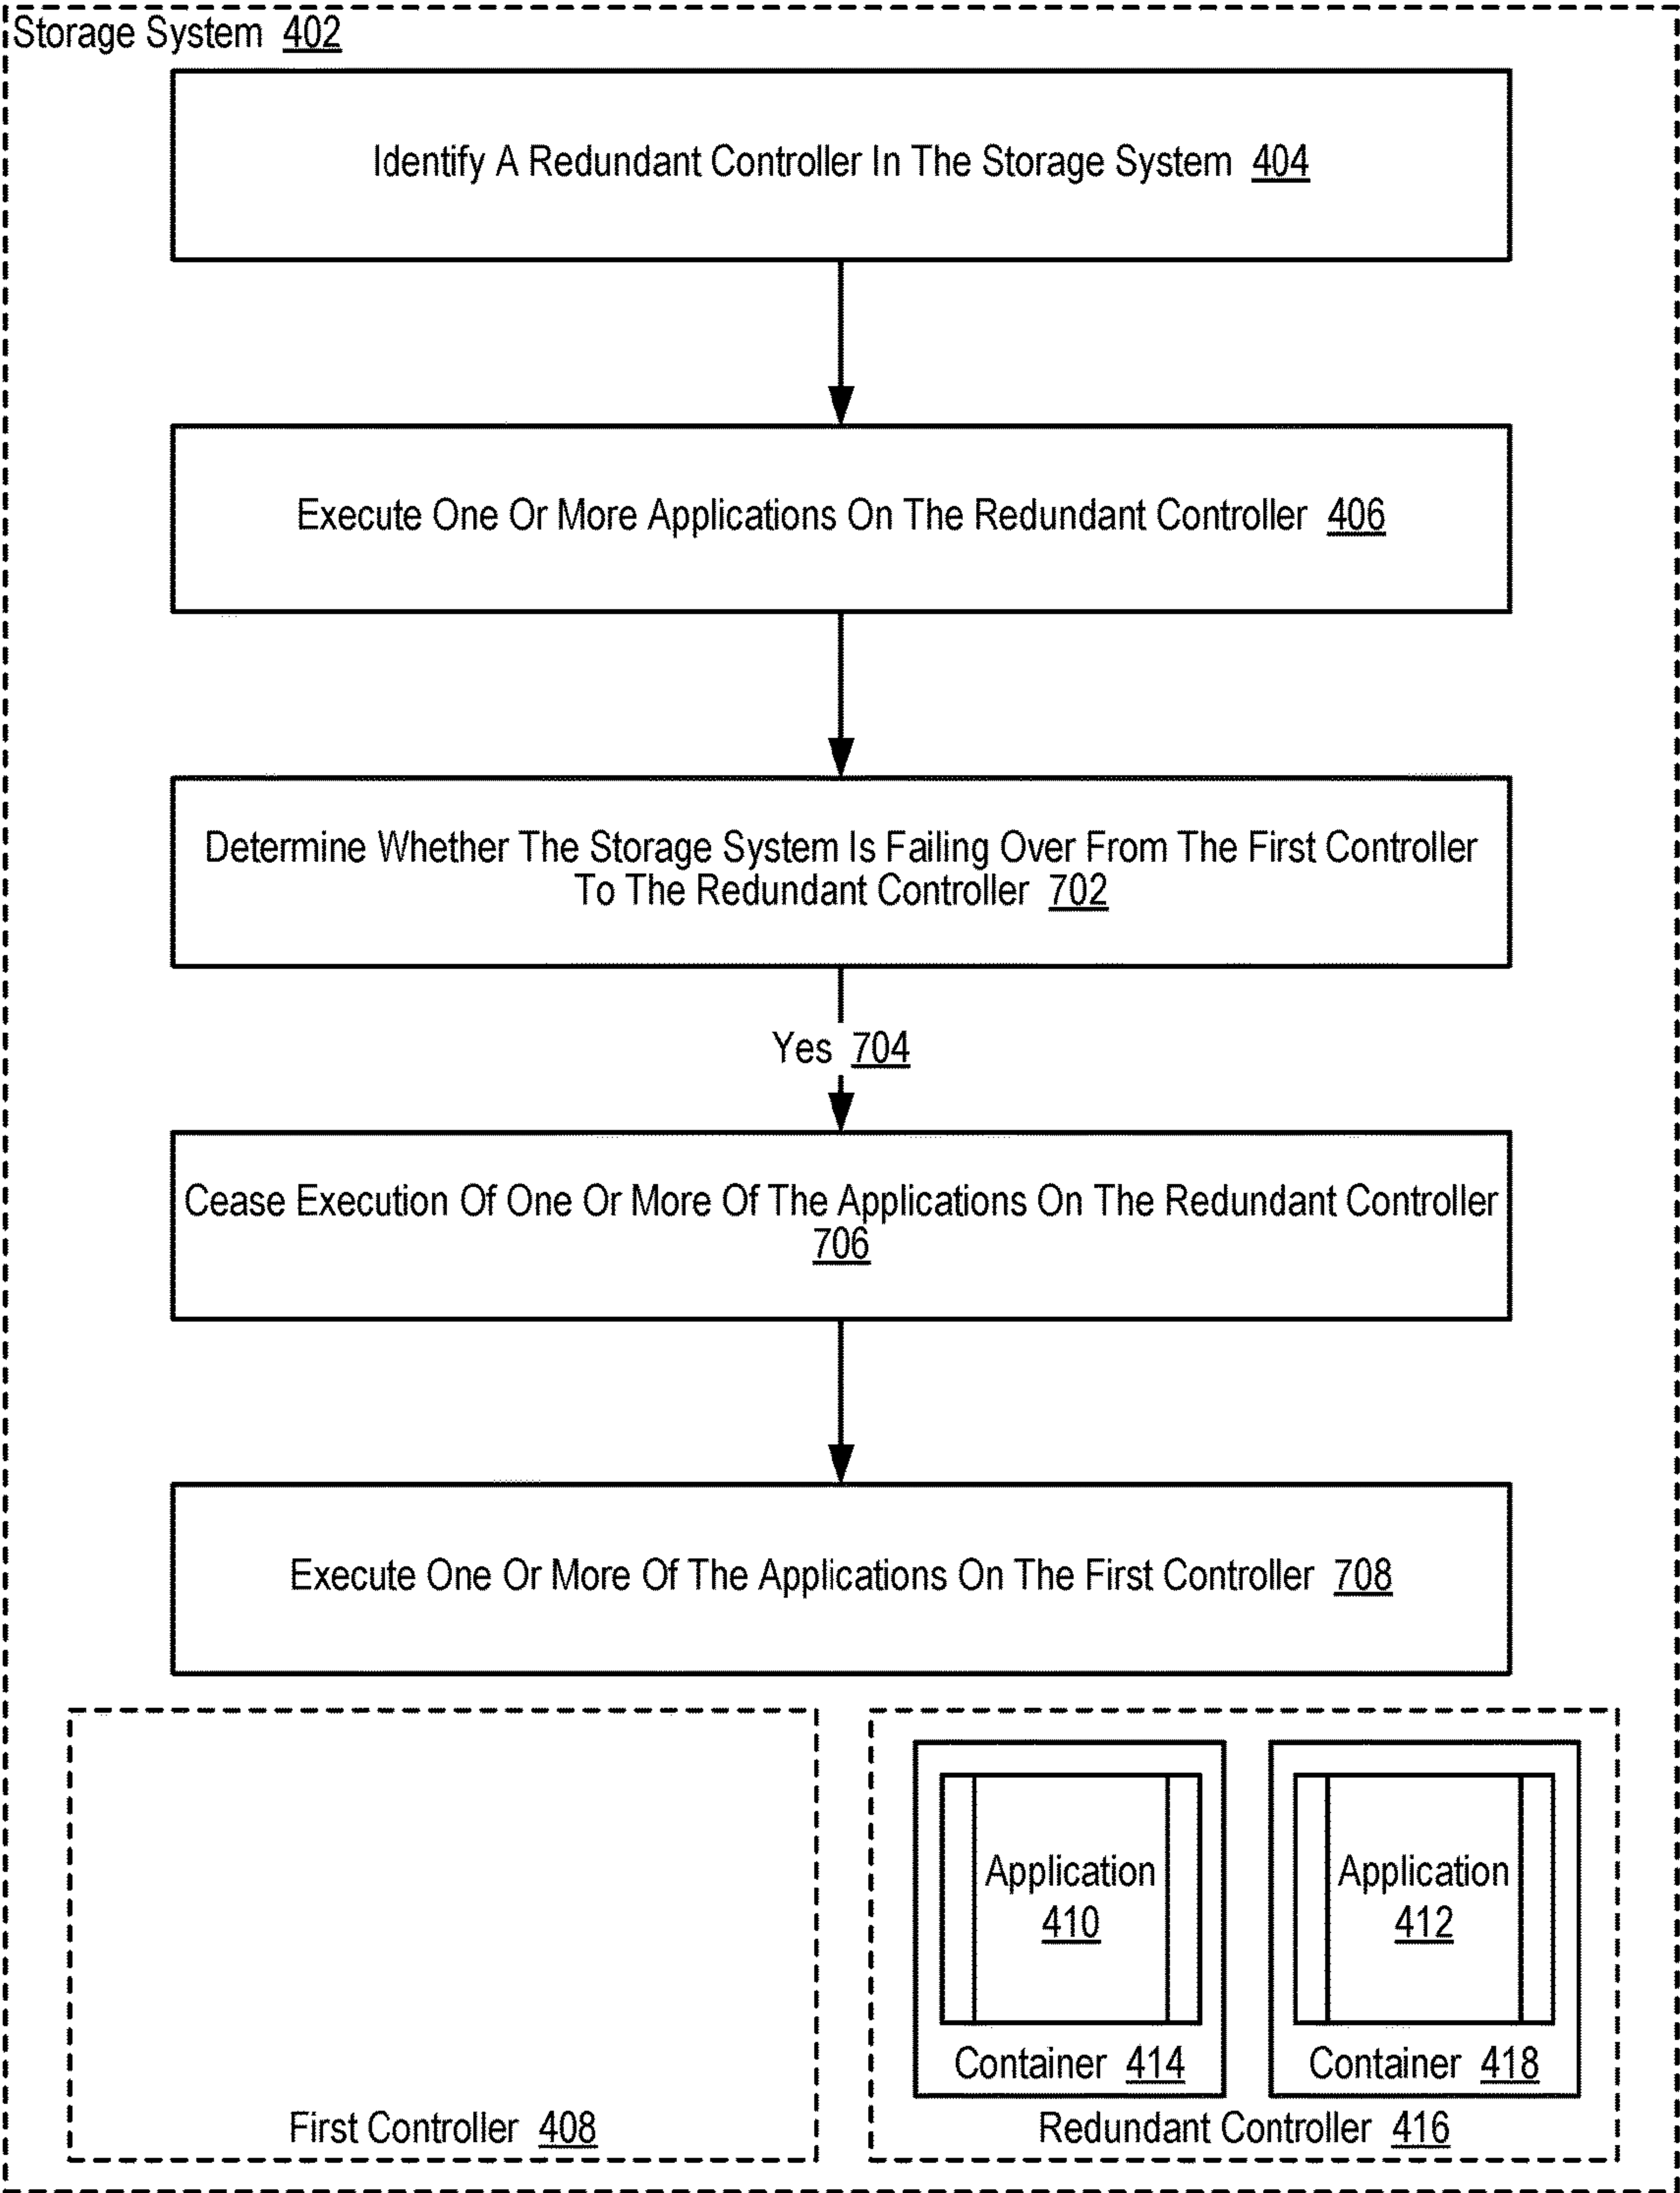 Storage System 402
Identify A Redundant Controller In The Storage System 404
Execute One Or More Applications On The Redundant Controller 406
Determine Whether The Storage System Is Failing Over From The First Controller
To The Redundant Controller 702
Yes 704
Cease Execution Of One Or More Of The Applications On The Redundant Controller
706
Execute One Or More Of The Applications On The First Controller 708
First Controller 408
Application
410
Container 414
Application
412
Container 418
Redundant Controller 416